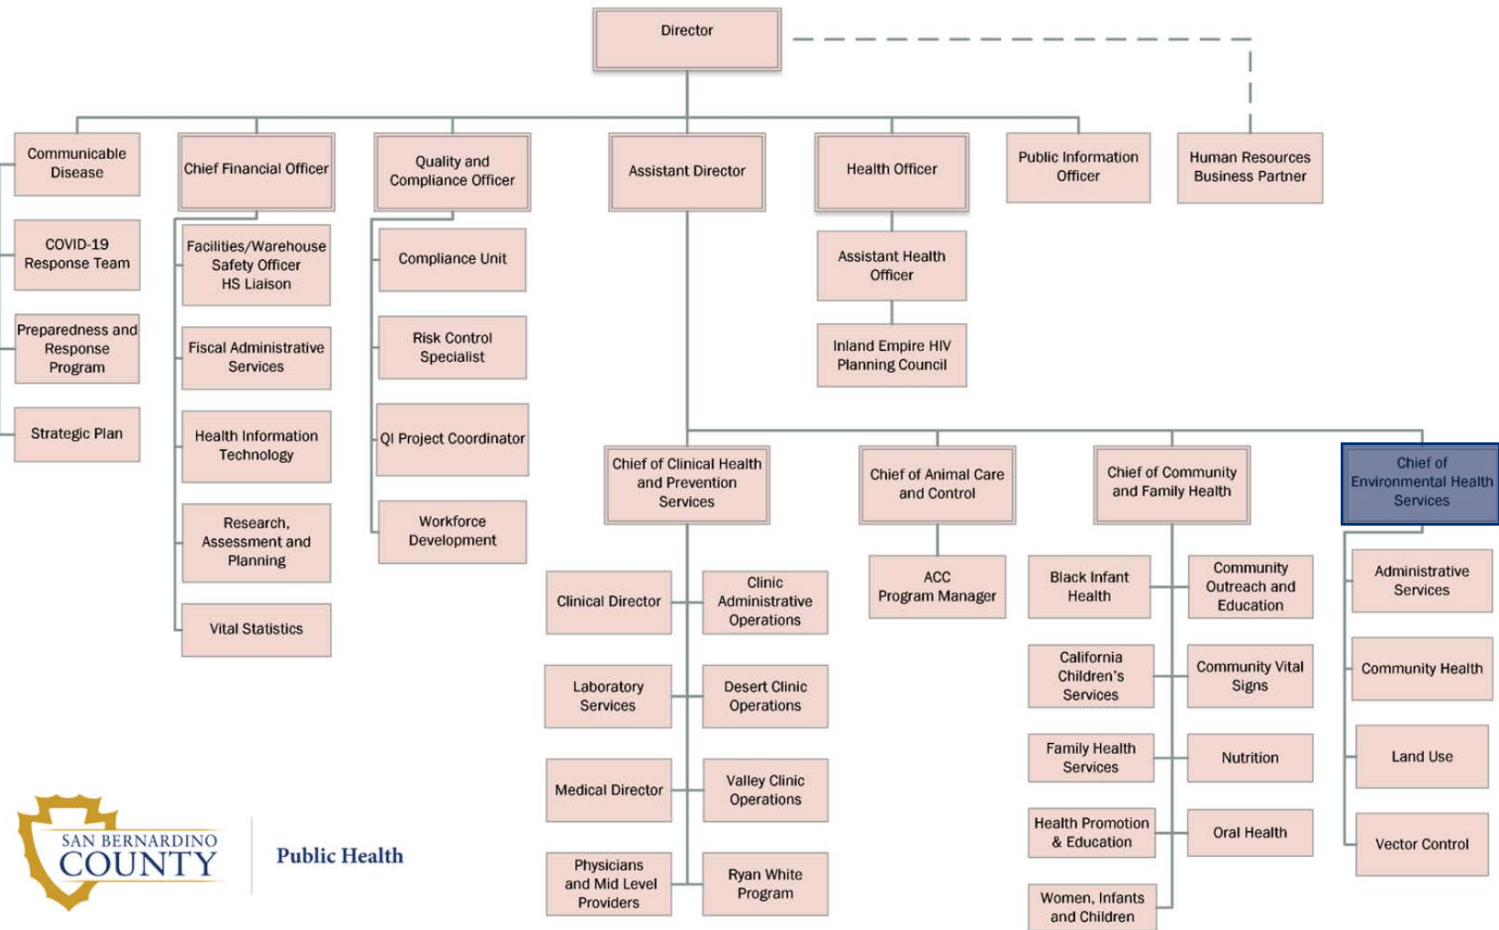 Director
Communicable
Disease
Chief Financial Officer
Quality and
Compliance Officer
Assistant Director
Health Officer
Public Information
Officer
Human Resources
Business Partner
COVID-19
Response Team
Preparedness and
Response
Program
Strategic Plan
Facilities/Warehouse
Safety Officer
HS Liaison
Fiscal Administrative
Services
Health Information
Technology
Research,
Assessment and
Planning
Vital Statistics
Compliance Unit
Risk Control
Specialist
QI Project Coordinator
Workforce
Development
Assistant Health
Officer
Inland Empire HIV
Planning Council
Chief of Clinical Health
and Prevention
Services
Chief of Animal Care
and Control
Chief of Community
and Family Health
Chief of
Environmental Health
Services
Clinical Director
Clinic
Administrative
Operations
Laboratory
Services
Desert Clinic
Operations
Medical Director
Valley Clinic
Operations
Physicians
and Mid Level
Providers
Ryan White
Program
ACC
Program Manager
Black Infant
Health
Community
Outreach and
Education
California
Children's
Services
Community Vital
Signs
Family Health
Services
Nutrition
Health Promotion
& Education
Oral Health
Women, Infants
and Children
Administrative
Services
Community Health
Land Use
Vector Control
SAN BERNARDINO
COUNTY
Public Health